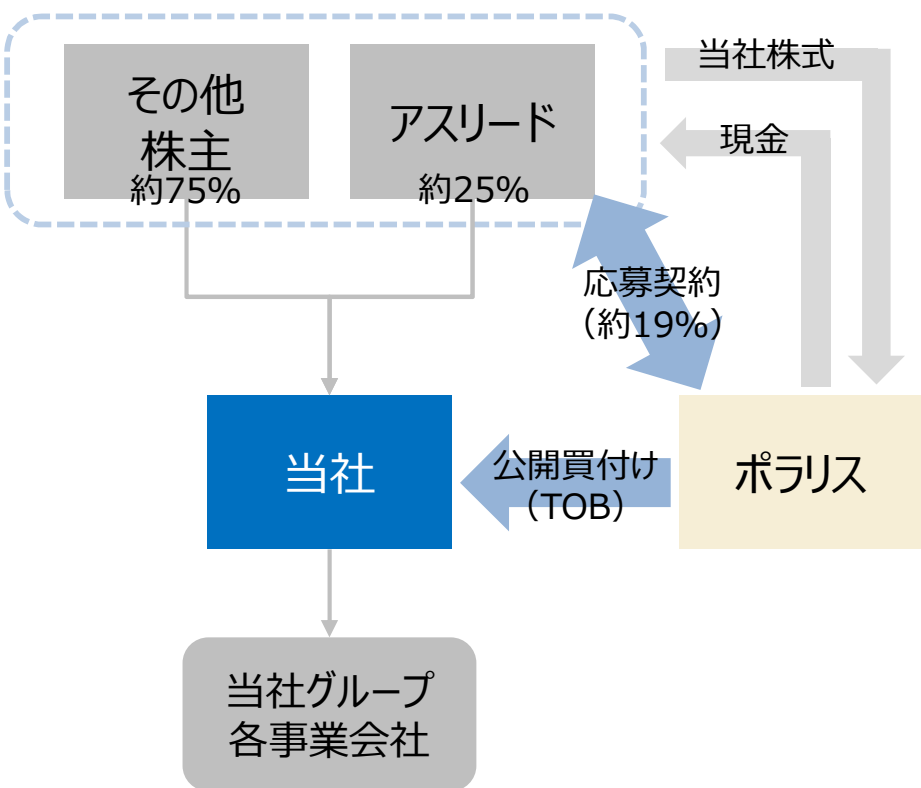 その他
株主
約75%
アスリード
約25%
当社株式
現金
応募契約
（約19%）
当社
公開買付け
（TOB）
ポラリス
当社グループ
各事業会社